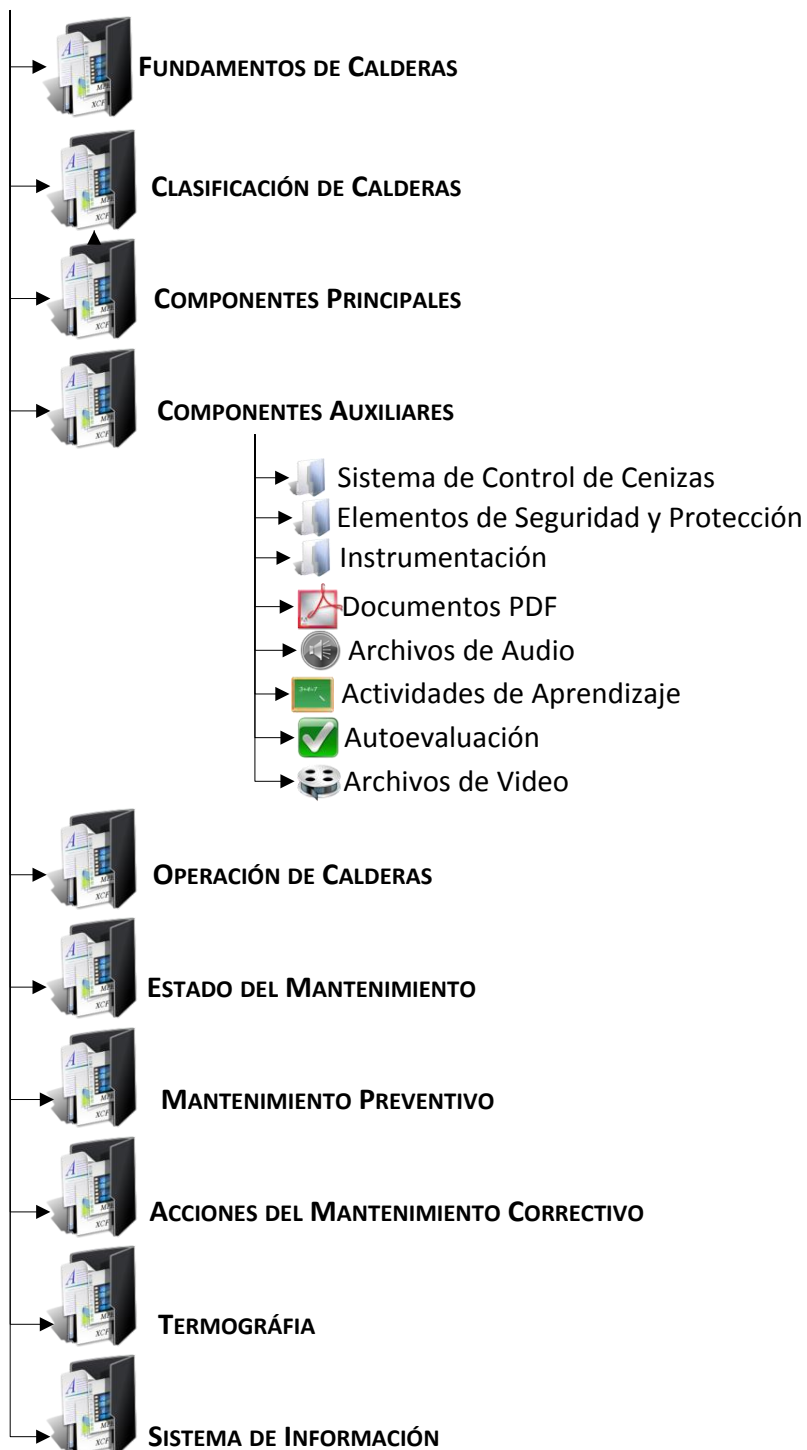 FUNDAMENTOS DE CALDERAS
CLASIFICACIÓN DE CALDERAS
COMPONENTES PRINCIPALES
COMPONENTES AUXILIARES
Sistema de Control de Cenizas
Elementos de Seguridad y Protección
Instrumentación
Documentos PDF
Archivos de Audio
Actividades de Aprendizaje
Autoevaluación
Archivos de Video
OPERACIÓN DE CALDERAS
ESTADO DEL MANTENIMIENTO
MANTENIMIENTO PREVENTIVO
ACCIONES DEL MANTENIMIENTO CORRECTIVO
TERMOGRÁFIA
SISTEMA DE INFORMACIÓN